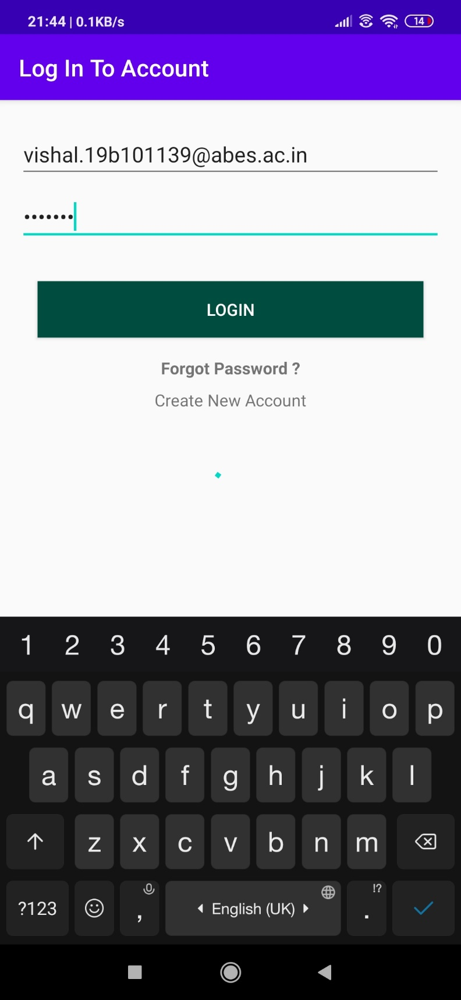 21:44 | 0.1KB/s 14
Log In To Account
vishal.19b101139@abes.ac.in
•••••••
LOGIN
Forgot Password ?
Create New Account
1 2 3 4 5 6 7 8 9 0
q w e r t y u i o p
a s d f g h j k l
z x c v b n m
?123 , English (UK) . !?